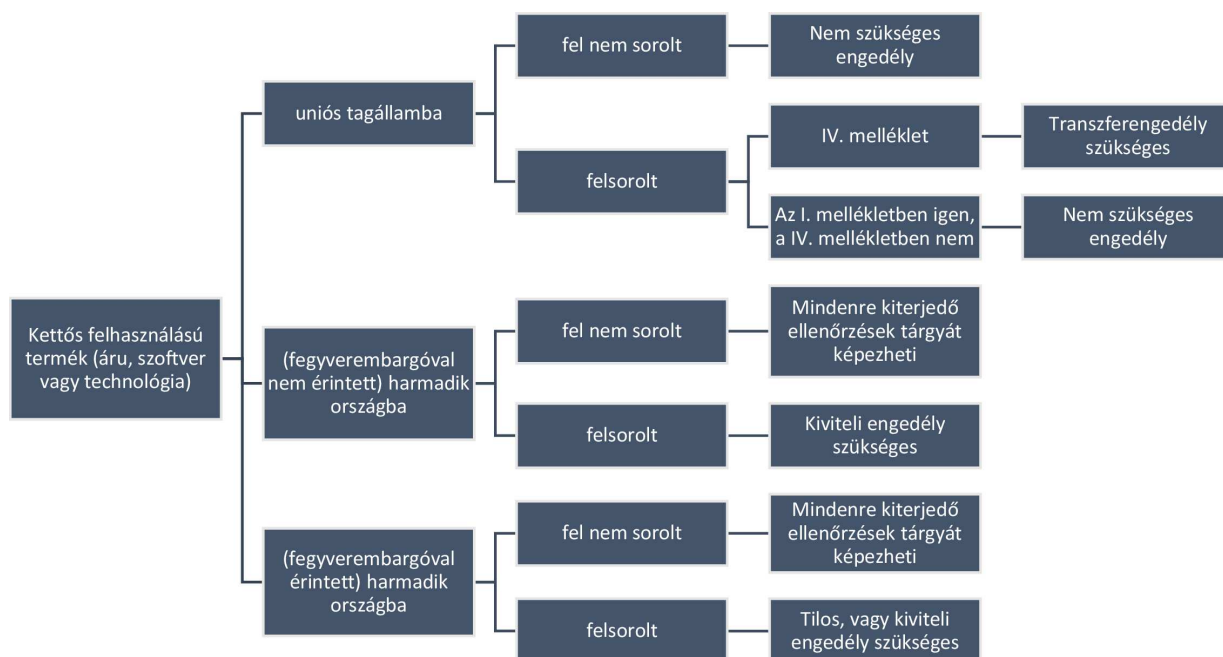 Kettős felhasználású
termék (áru, szoftver
vagy technológia)
uniós tagállamba
fel nem sorolt
Nem szükséges
engedély
felsorolt
IV. melléklet
Transzferengedély
szükséges
Az I. mellékletben igen,
a IV. mellékletben nem
Nem szükséges
engedély
(fegyverembargóval
nem érintett) harmadik
országba
fel nem sorolt
Mindenre kiterjedő
ellenőrzések tárgyát
képezheti
felsorolt
Kiviteli engedély
szükséges
(fegyverembargóval
érintett) harmadik
országba
fel nem sorolt
Mindenre kiterjedő
ellenőrzések tárgyát
képezheti
felsorolt
Tilos, vagy kiviteli
engedély szükséges